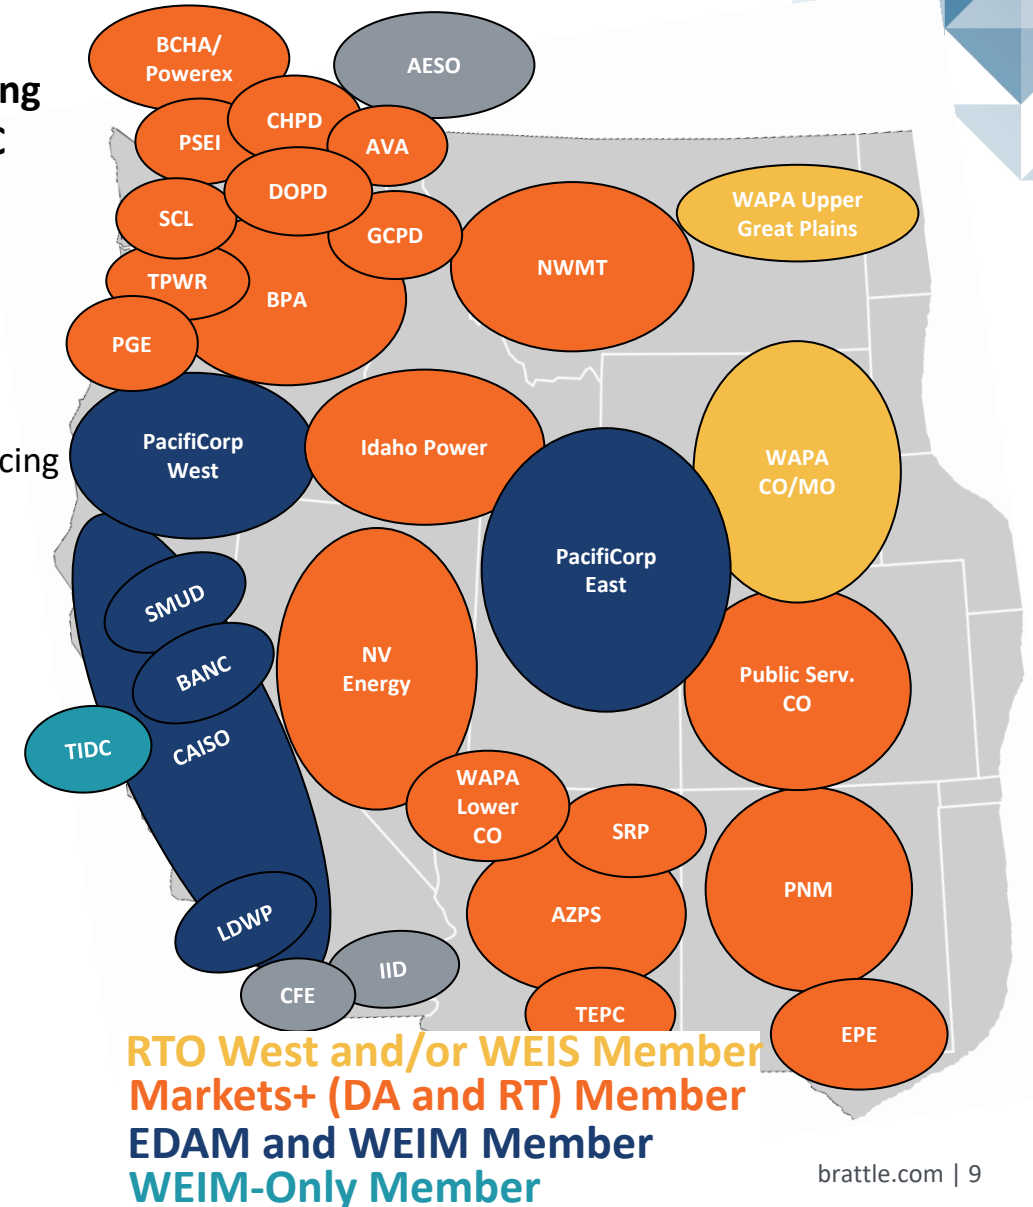 ng
C
cing
BCHA/
Powerex
AESO
CHPD
PSEI
AVA
DOPD
SCL
GCPD
WAPA Upper
Great Plains
NWMT
TPWR
BPA
PGE
PacifiCorp
West
Idaho Power
WAPA
CO/MO
PacifiCorp
East
SMUD
BANC
NV
Energy
Public Serv.
CO
TIDC
CAISO
WAPA
Lower
CO
SRP
PNM
AZPS
LDWP
IID
CFE
TEPC
EPE
RTO West and/or WEIS Member
Markets+ (DA and RT) Member
EDAM and WEIM Member
WEIM-Only Member
brattle.com | 9